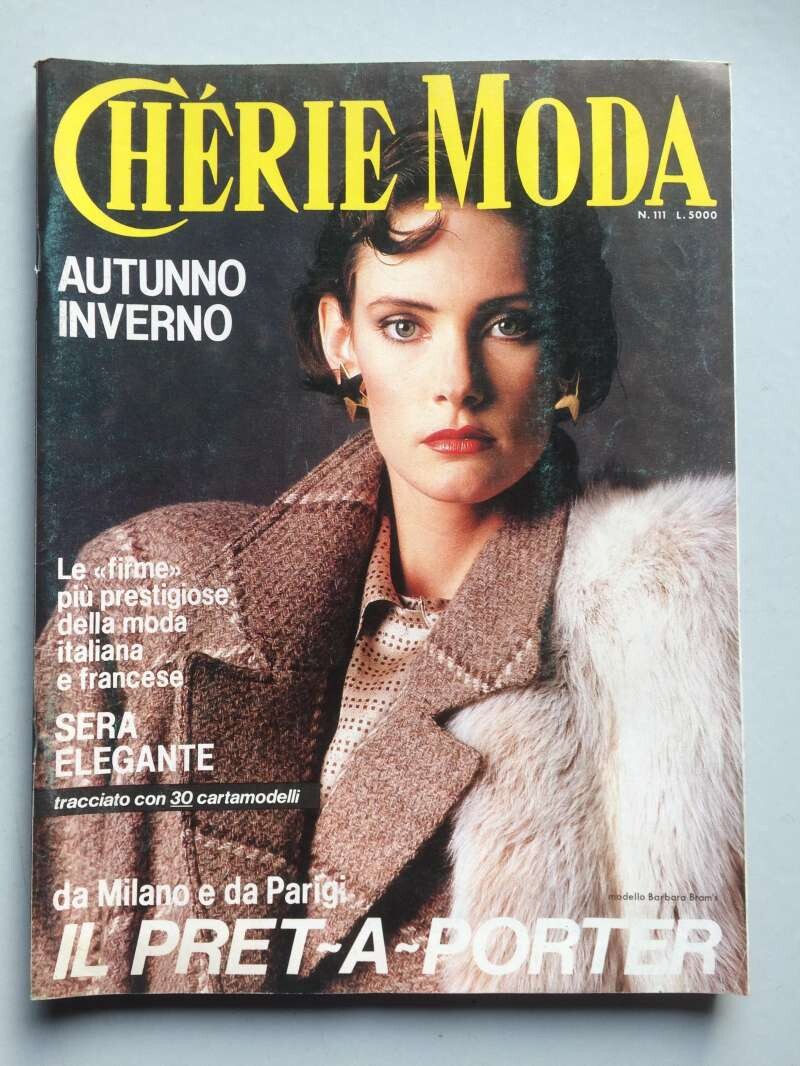 CHÉRIE MODA
N. 111 L. 5000
AUTUNNO
INVERNO
Le «firme»
più prestigiose
della moda
italiana
e francese
SERA
ELEGANTE
tracciato con 30 cartamodelli
da Milano e da Parigi
modello Barbara Bram's
IL PRET~A~PORTER